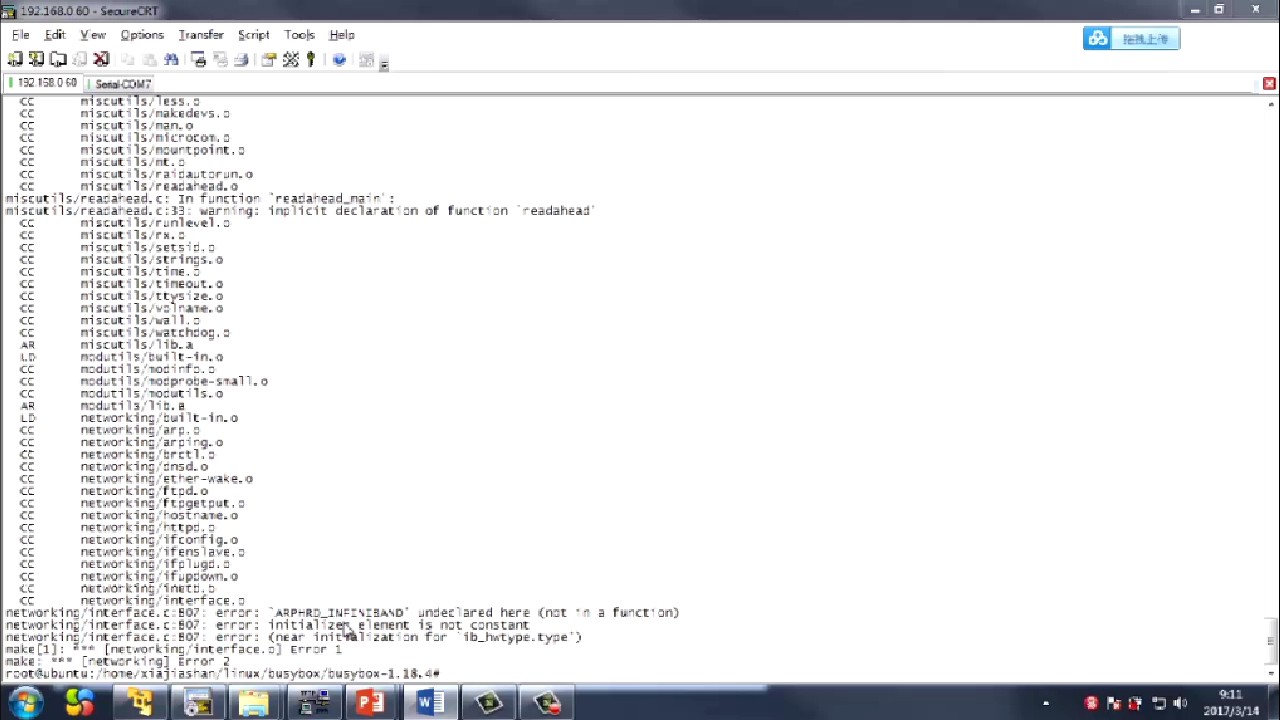 192.168.0.60 - SecureCRT
File Edit View Options Transfer Script Tools Help
拖拽上传
192.168.0.60 Serial-COM7
CC miscutils/less.o
CC miscutils/makedevs.o
CC miscutils/man.o
CC miscutils/microcom.o
CC miscutils/mountpoint.o
CC miscutils/mt.o
CC miscutils/raidautorun.o
CC miscutils/readahead.o
miscutils/readahead.c: In function `readahead_main':
miscutils/readahead.c:33: warning: implicit declaration of function `readahead'
CC miscutils/runlevel.o
CC miscutils/rx.o
CC miscutils/setsid.o
CC miscutils/strings.o
CC miscutils/time.o
CC miscutils/timeout.o
CC miscutils/ttysize.o
CC miscutils/volname.o
CC miscutils/wall.o
CC miscutils/watchdog.o
AR miscutils/lib.a
LD modutils/built-in.o
CC modutils/modinfo.o
CC modutils/modprobe-small.o
CC modutils/modutils.o
AR modutils/lib.a
LD networking/built-in.o
CC networking/arp.o
CC networking/arping.o
CC networking/brctl.o
CC networking/dnsd.o
CC networking/ether-wake.o
CC networking/ftpd.o
CC networking/ftpgetput.o
CC networking/hostname.o
CC networking/httpd.o
CC networking/ifconfig.o
CC networking/ifenslave.o
CC networking/ifplugd.o
CC networking/ifupdown.o
CC networking/inetd.o
CC networking/interface.o
networking/interface.c:807: error: `ARPHRD_INFINIBAND' undeclared here (not in a function)
networking/interface.c:807: error: initializer element is not constant
networking/interface.c:807: error: (near initialization for `ib_hwtype.type')
make[1]: *** [networking/interface.o] Error 1
make: *** [networking] Error 2
root@ubuntu:/home/xiajiashan/linux/busybox/busybox-1.18.4#
9:11
2017/3/14